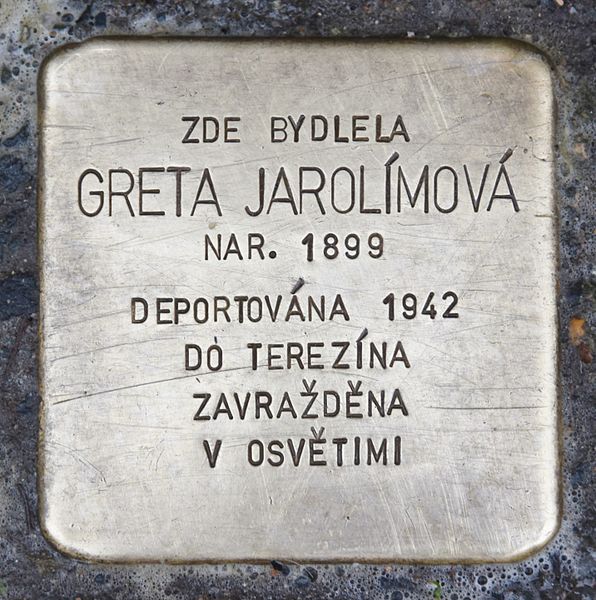 ZDE BYDLELA
GRETA JAROLÍMOVÁ
NAR. 1899
DEPORTOVÁNA 1942
DO TEREZÍNA
ZAVRAŽDĚNA
V OSVĚTIMI